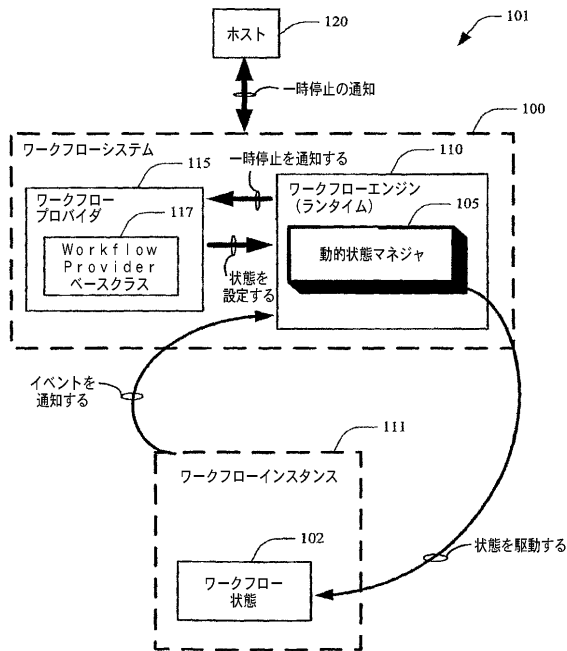 ホスト
120
101
一時停止の通知
100
ワークフローシステム
115
一時停止を通知する
110
ワークフロー
プロバイダ
117
Workflow
Provider
ベースクラス
ワークフローエンジン
（ランタイム）
105
動的状態マネジャ
状態を
設定する
イベントを
通知する
111
ワークフローインスタンス
102
ワークフロー
状態
状態を駆動する